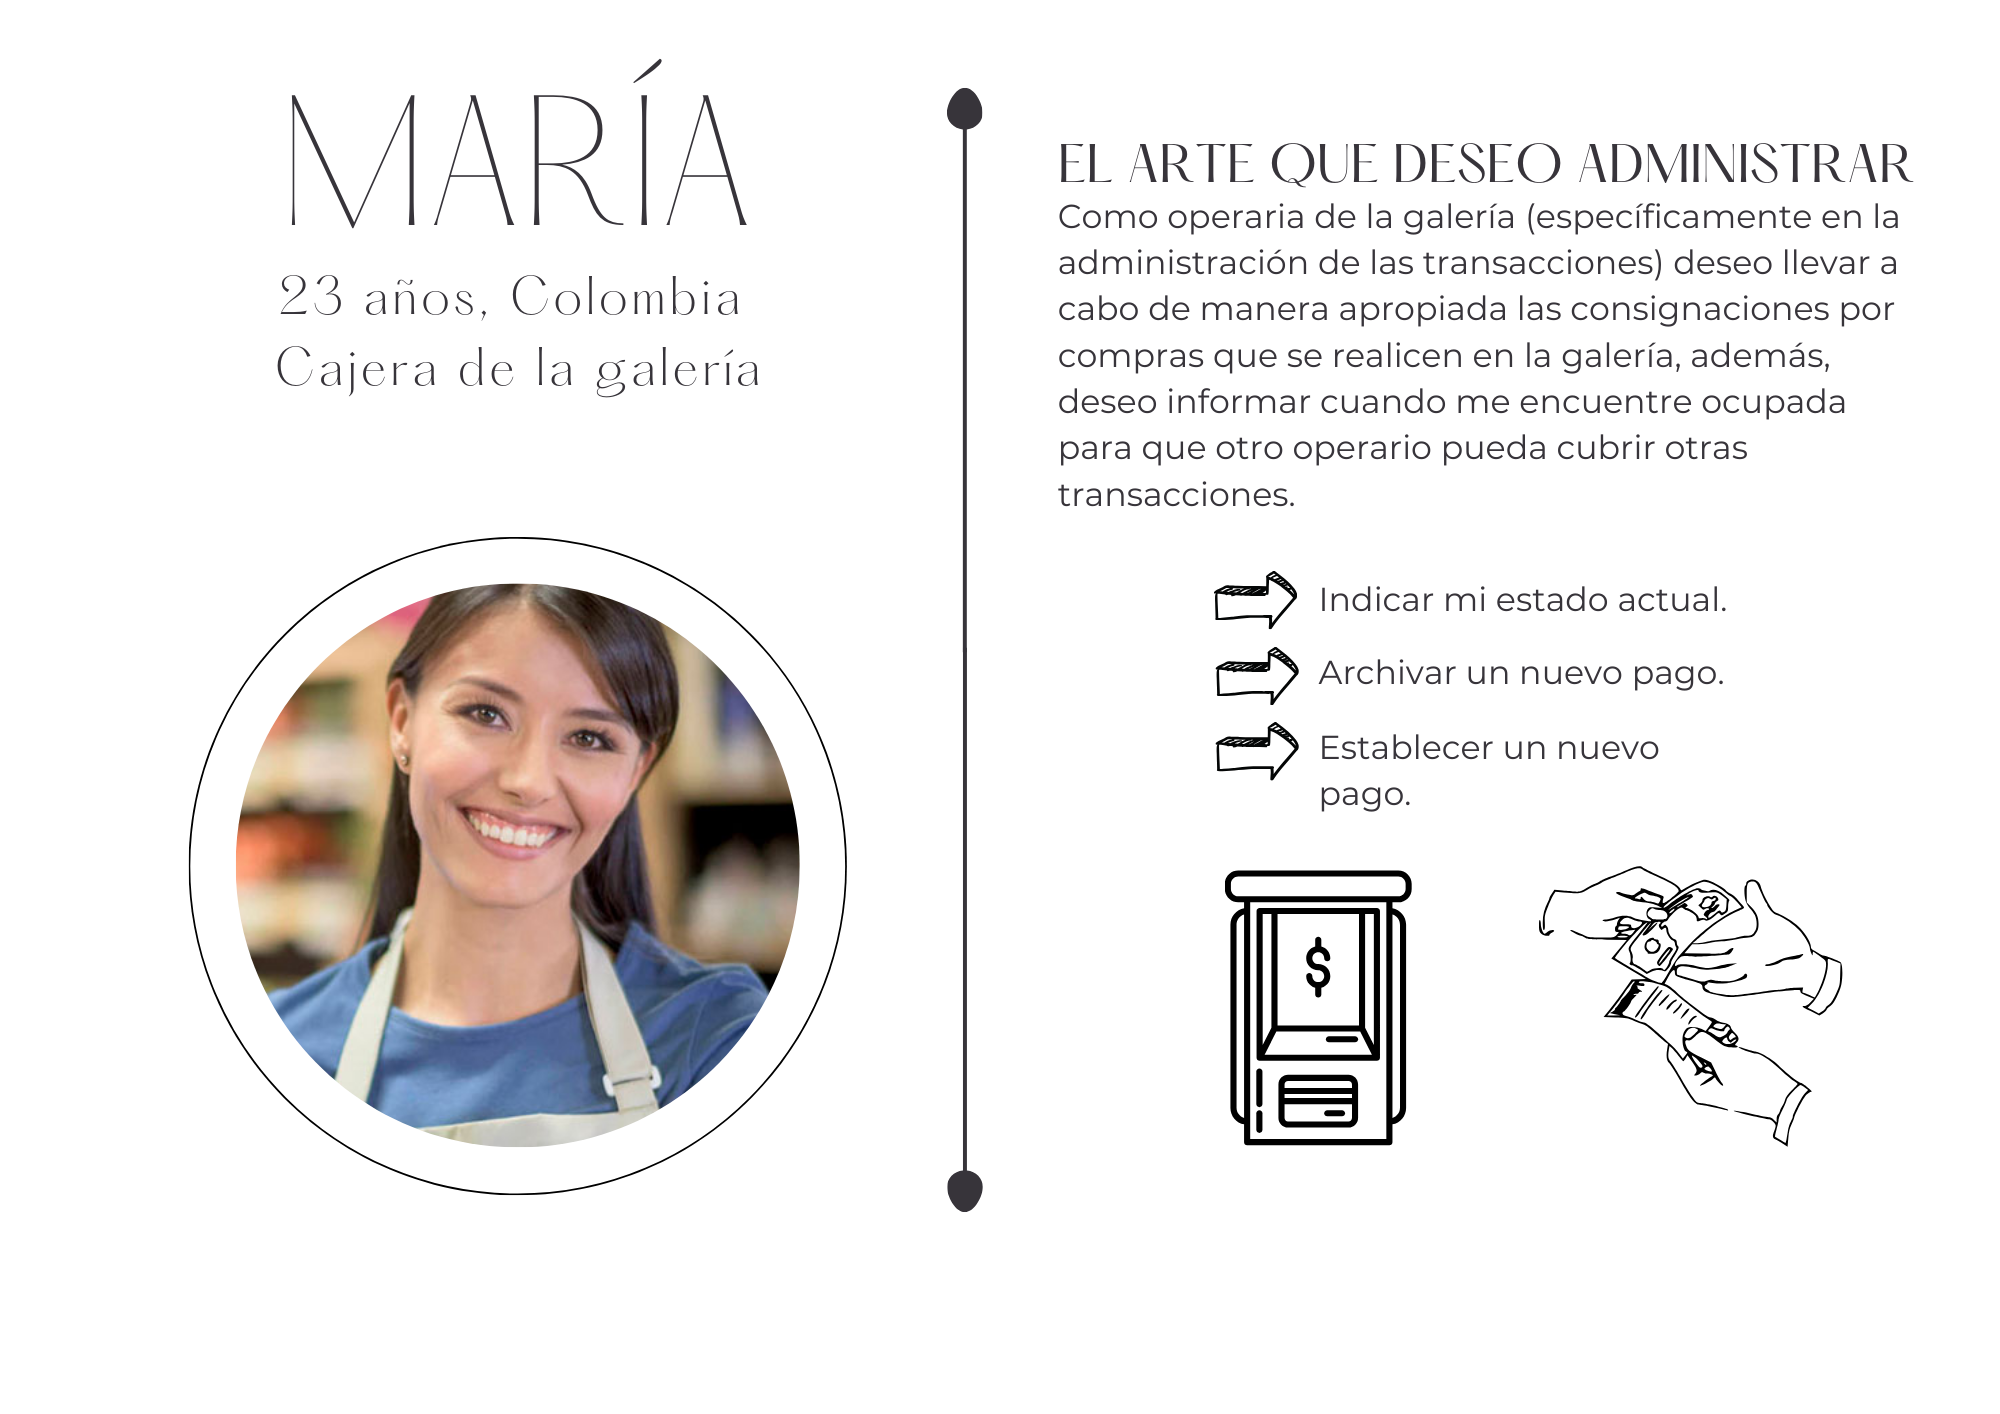 MARÍA
23 años, Colombia
Cajera de la galería
EL ARTE QUE DESEO ADMINISTRAR
Como operaria de la galería (específicamente en la
administración de las transacciones) deseo llevar a
cabo de manera apropiada las consignaciones por
compras que se realicen en la galería, además,
deseo informar cuando me encuentre ocupada
para que otro operario pueda cubrir otras
transacciones.
Indicar mi estado actual.
Archivar un nuevo pago.
Establecer un nuevo
pago.
$